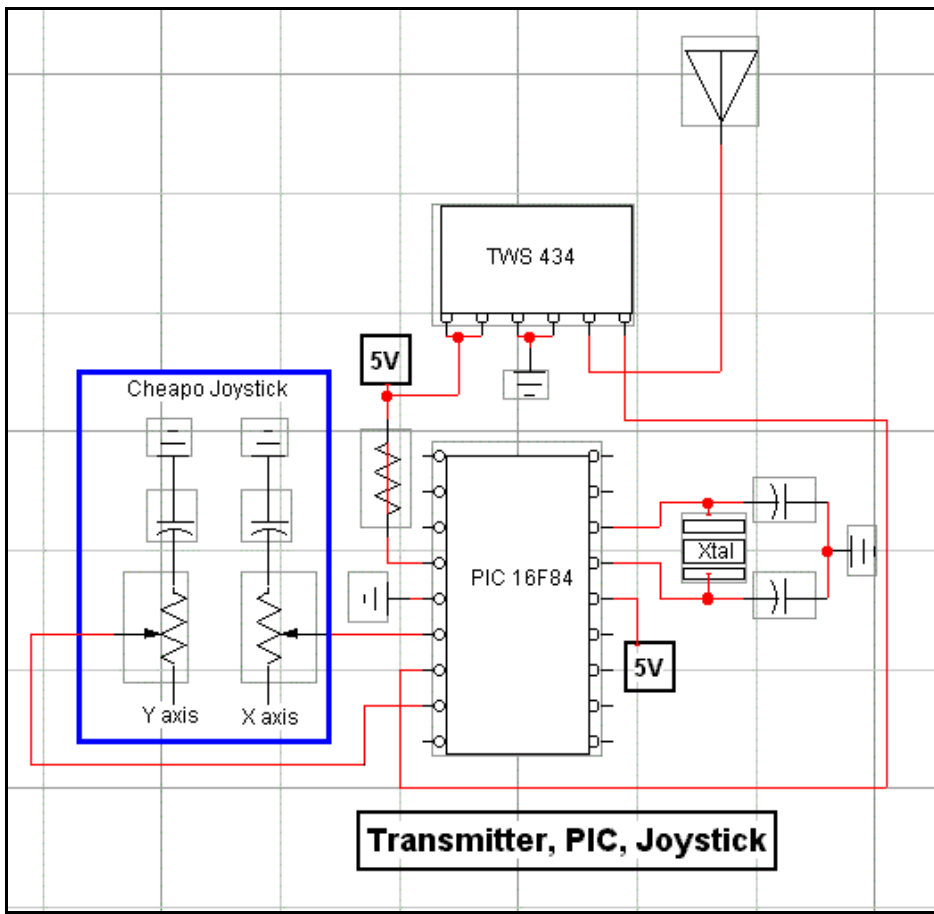 TWS 434
5V
Cheapo Joystick
Xtal
PIC 16F84
5V
Y axis
X axis
Transmitter, PIC, Joystick